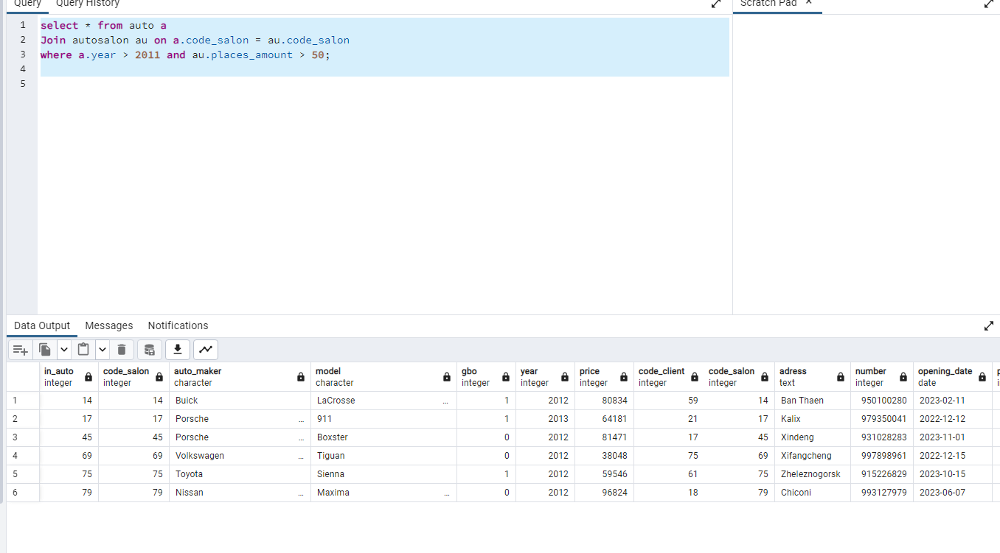 Query Query History Scratch Pad ×
1 select * from auto a
2 Join autosalon au on a.code_salon = au.code_salon
3 where a.year > 2011 and au.places_amount > 50;
4
5
Data Output Messages Notifications
in_auto code_salon auto_maker model gbo year price code_client code_salon adress number opening_date
integer integer character character integer integer integer integer integer text integer date
1 14 14 Buick LaCrosse ... 1 2012 80834 59 14 Ban Thaen 950100280 2023-02-11
2 17 17 Porsche ... 911 1 2013 64181 21 17 Kalix 979350041 2022-12-12
3 45 45 Porsche ... Boxster 0 2012 81471 17 45 Xindeng 931028283 2023-11-01
4 69 69 Volkswagen ... Tiguan 0 2012 38048 75 69 Xifangcheng 997898961 2022-12-15
5 75 75 Toyota Sienna 1 2012 59546 61 75 Zheleznogorsk 915226829 2023-10-15
6 79 79 Nissan ... Maxima ... 0 2012 96824 18 79 Chiconi 993127979 2023-06-07